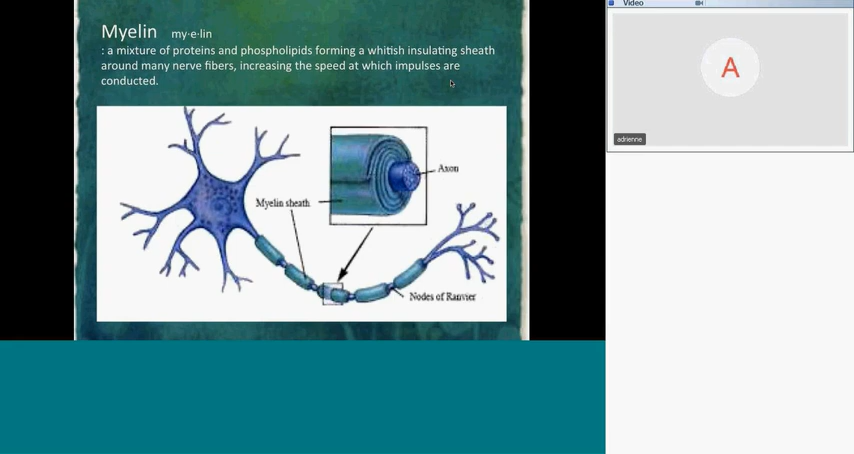 Video
Myelin my·e·lin
: a mixture of proteins and phospholipids forming a whitish insulating sheath
around many nerve fibers, increasing the speed at which impulses are
conducted.
A
adrienne
Axon
Myelin sheath
Nodes of Ranvier